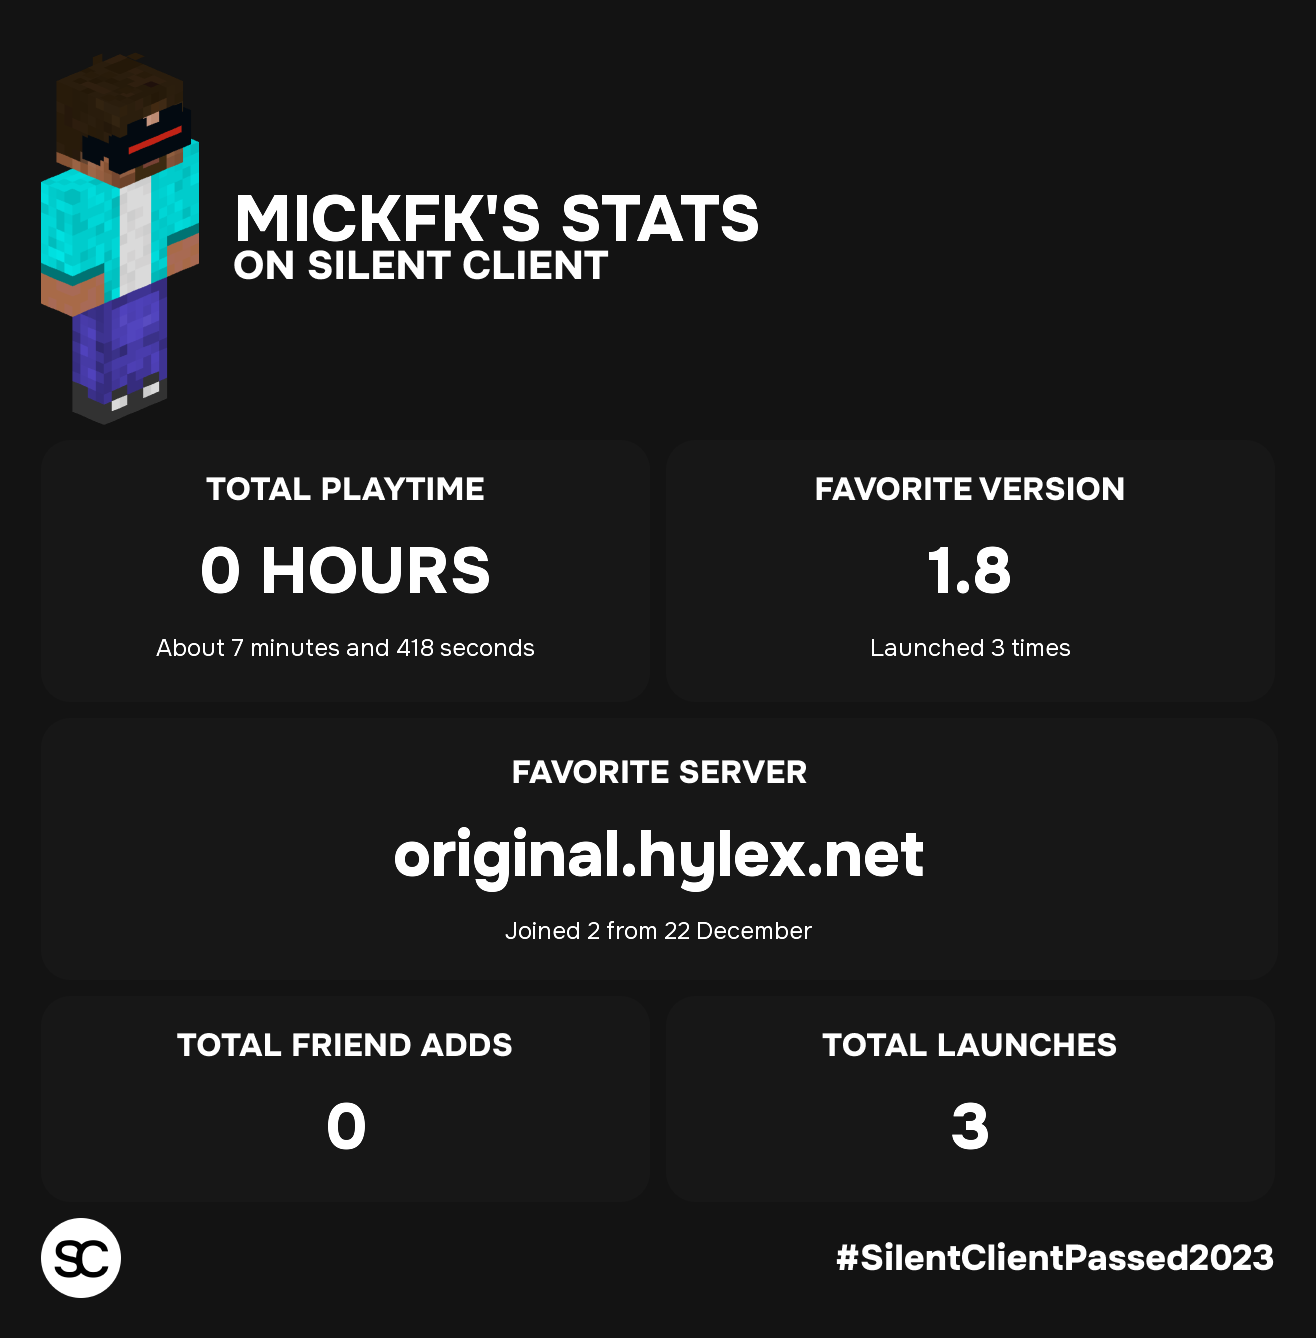 MICKFK'S STATS
ON SILENT CLIENT
TOTAL PLAYTIME
0 HOURS
About 7 minutes and 418 seconds
FAVORITE VERSION
1.8
Launched 3 times
FAVORITE SERVER
original.hylex.net
Joined 2 from 22 December
TOTAL FRIEND ADDS
0
TOTAL LAUNCHES
3
SC
#SilentClientPassed2023